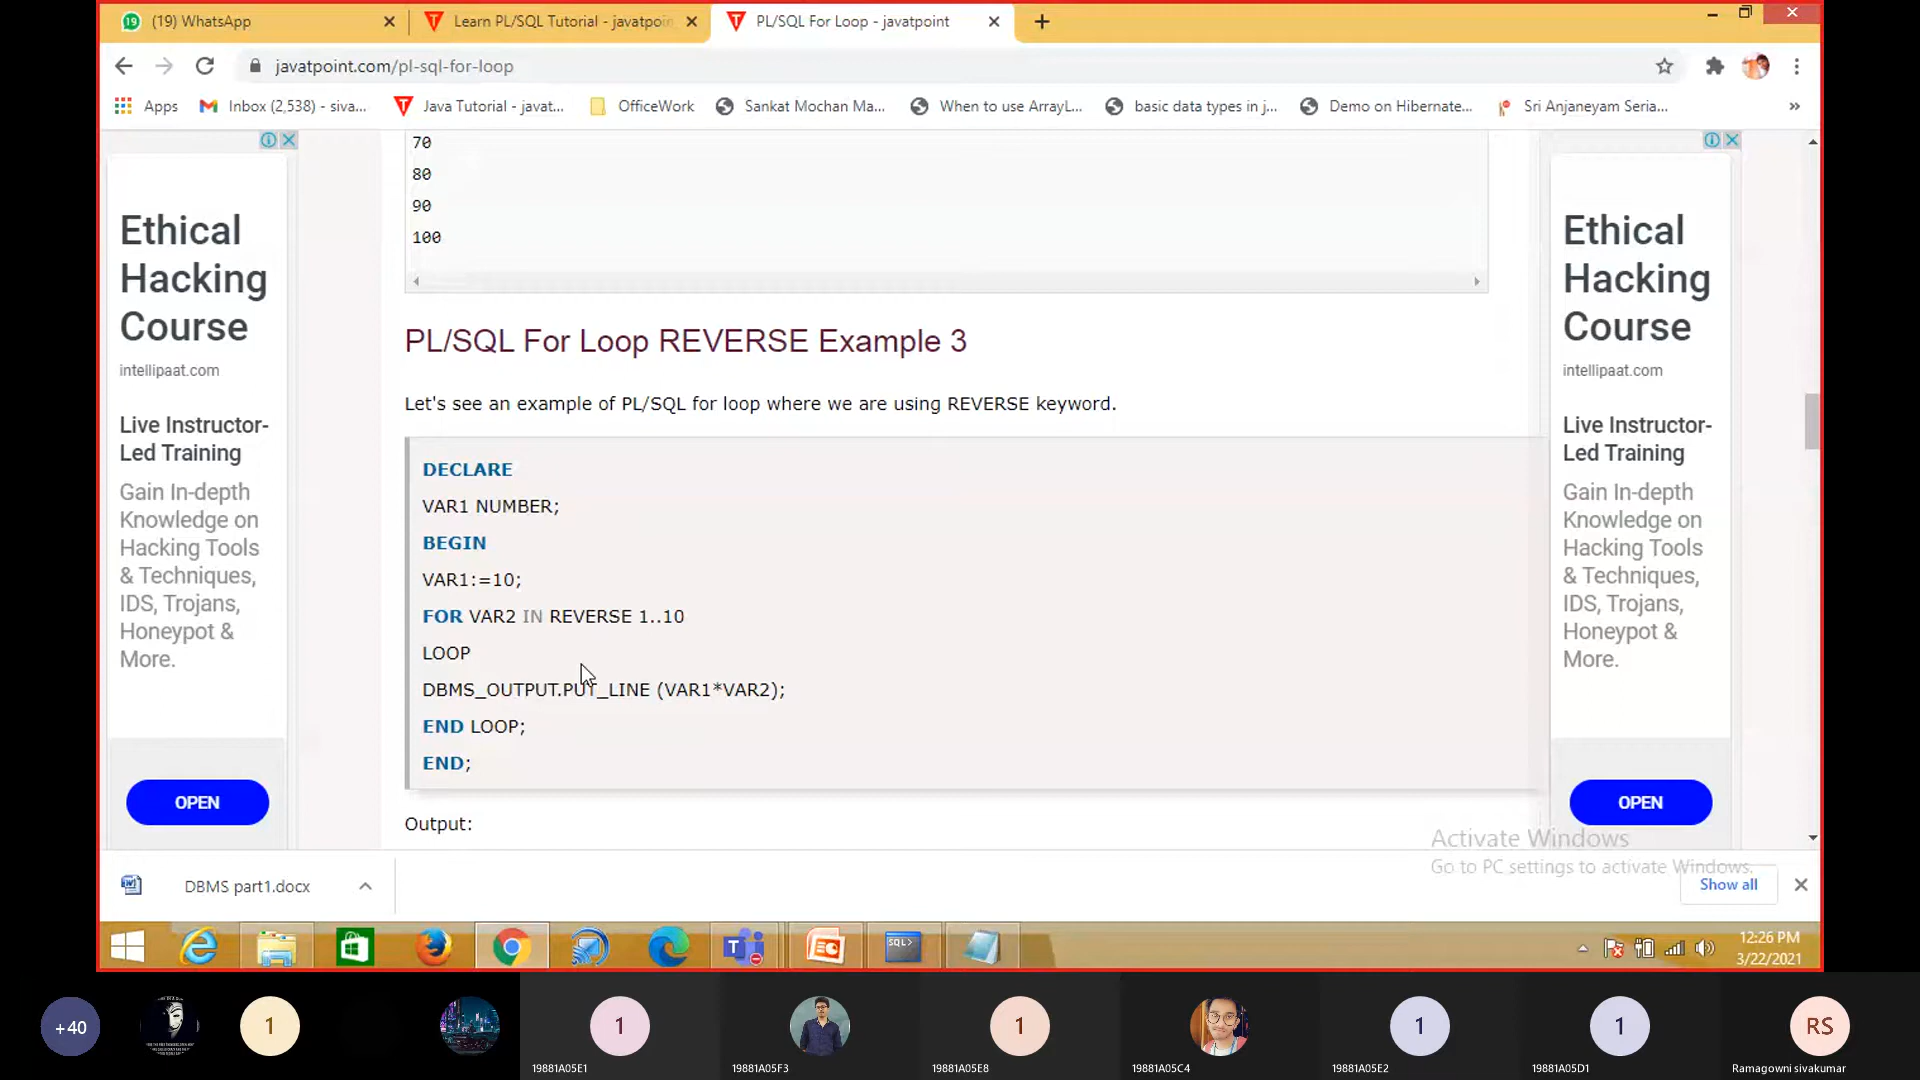 (19) WhatsApp
Learn PL/SQL Tutorial - javatpoin
PL/SQL For Loop - javatpoint
javatpoint.com/pl-sql-for-loop
Apps
Inbox (2,538) - siva...
Java Tutorial - javat...
OfficeWork
Sankat Mochan Ma...
When to use ArrayL...
basic data types in j...
Demo on Hibernate...
Sri Anjaneyam Seria...
»
70
80
90
100
PL/SQL For Loop REVERSE Example 3
Let's see an example of PL/SQL for loop where we are using REVERSE keyword.
DECLARE
VAR1 NUMBER;
BEGIN
VAR1:=10;
FOR VAR2 IN REVERSE 1..10
LOOP
DBMS_OUTPUT.PUT_LINE (VAR1*VAR2);
END LOOP;
END;
Output:
Ethical
Hacking
Course
intellipaat.com
Live Instructor-
Led Training
Gain In-depth
Knowledge on
Hacking Tools
& Techniques,
IDS, Trojans,
Honeypot &
More.
OPEN
Ethical
Hacking
Course
intellipaat.com
Live Instructor-
Led Training
Gain In-depth
Knowledge on
Hacking Tools
& Techniques,
IDS, Trojans,
Honeypot &
More.
OPEN
Activate Windows
Go to PC settings to activate Windows.
DBMS part1.docx
Show all
SQL>
12:26 PM
3/22/2021
+40
1
1
19881A05E1
19881A05F3
1
19881A05E8
19881A05C4
1
19881A05E2
1
19881A05D1
RS
Ramagowni sivakumar